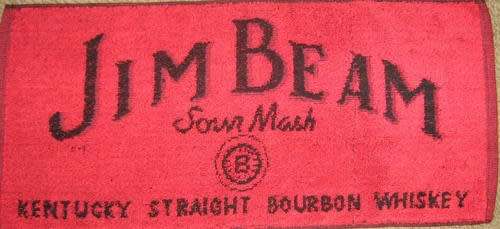 JIM BEAM
Sour Mash
B
KENTUCKY STRAIGHT BOURBON WHISKEY